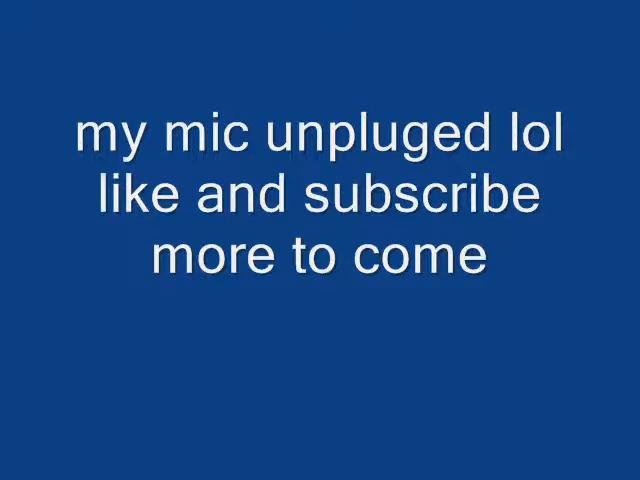 my mic unpluged lol
like and subscribe
more to come